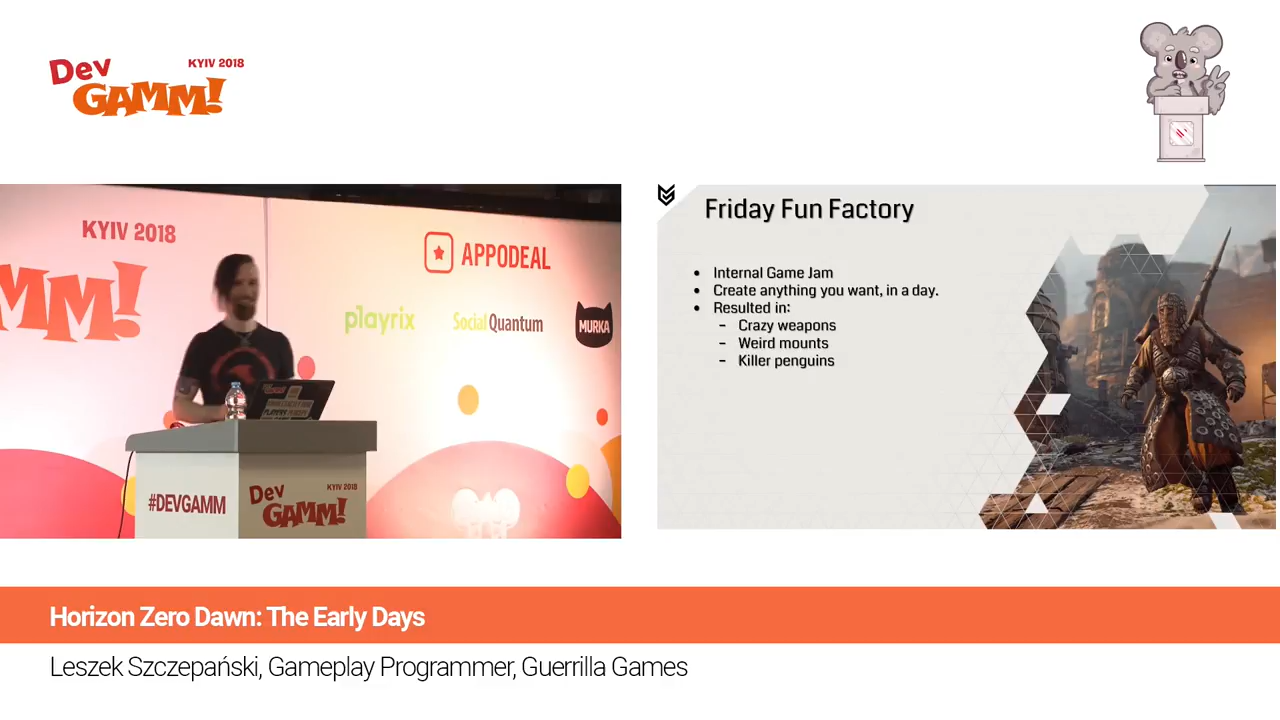 Dev
KYIV 2018
GAMM!
KYIV 2018
MM!
APPODEAL
playrix
Social Quantum
MURKA
#DEVGAMM
Dev
KYIV 2018
GAMM!
Friday Fun Factory
• Internal Game Jam
• Create anything you want, in a day.
• Resulted in:
- Crazy weapons
- Weird mounts
- Killer penguins
Horizon Zero Dawn: The Early Days
Leszek Szczepański, Gameplay Programmer, Guerrilla Games